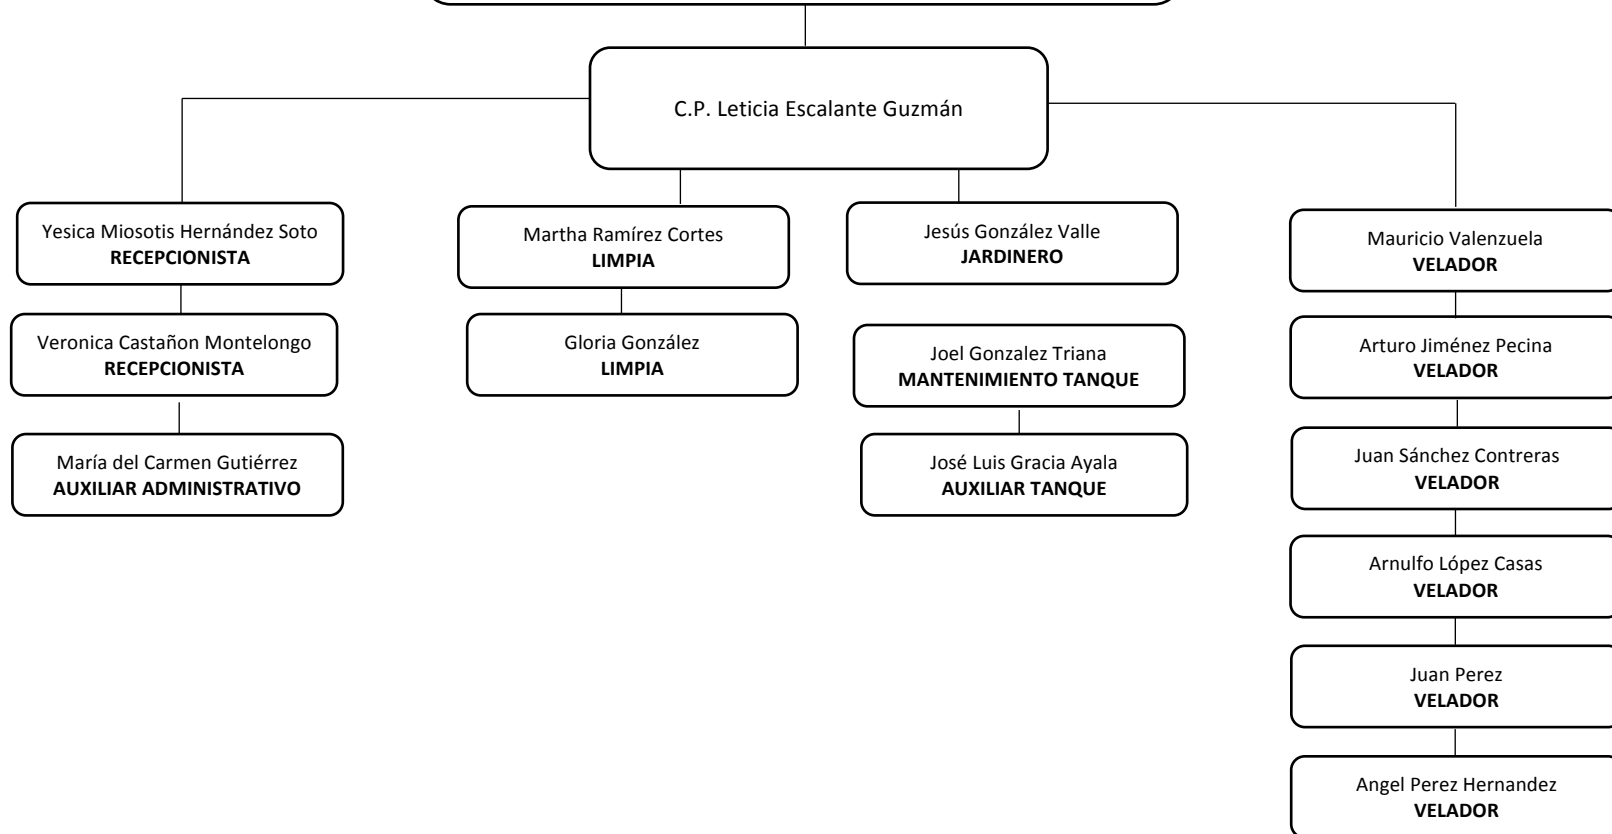 C.P. Leticia Escalante Guzmán
Yesica Miosotis Hernández Soto
RECEPCIONISTA
Veronica Castañon Montelongo
RECEPCIONISTA
María del Carmen Gutiérrez
AUXILIAR ADMINISTRATIVO
Martha Ramírez Cortes
LIMPIA
Gloria González
LIMPIA
Jesús González Valle
JARDINERO
Joel Gonzalez Triana
MANTENIMIENTO TANQUE
José Luis Gracia Ayala
AUXILIAR TANQUE
Mauricio Valenzuela
VELADOR
Arturo Jiménez Pecina
VELADOR
Juan Sánchez Contreras
VELADOR
Arnulfo López Casas
VELADOR
Juan Perez
VELADOR
Angel Perez Hernandez
VELADOR